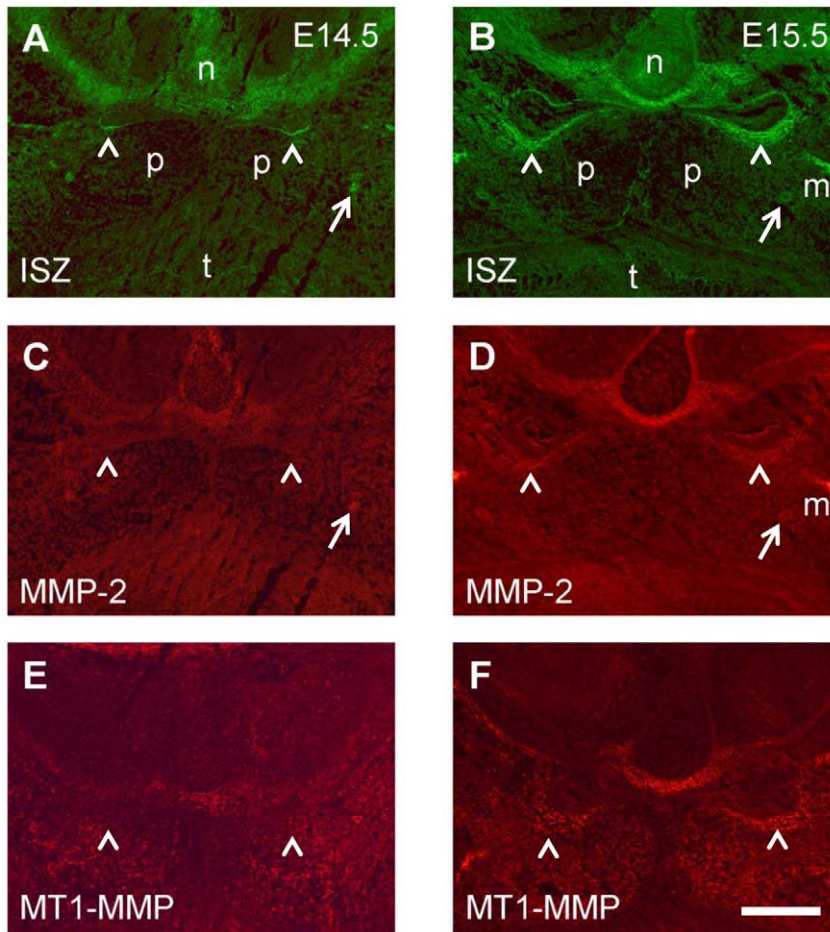 A E14.5
n
p p
t
ISZ
B E15.5
n
p p
m
t
ISZ
C
MMP-2
D
m
MMP-2
E
MT1-MMP
F
MT1-MMP